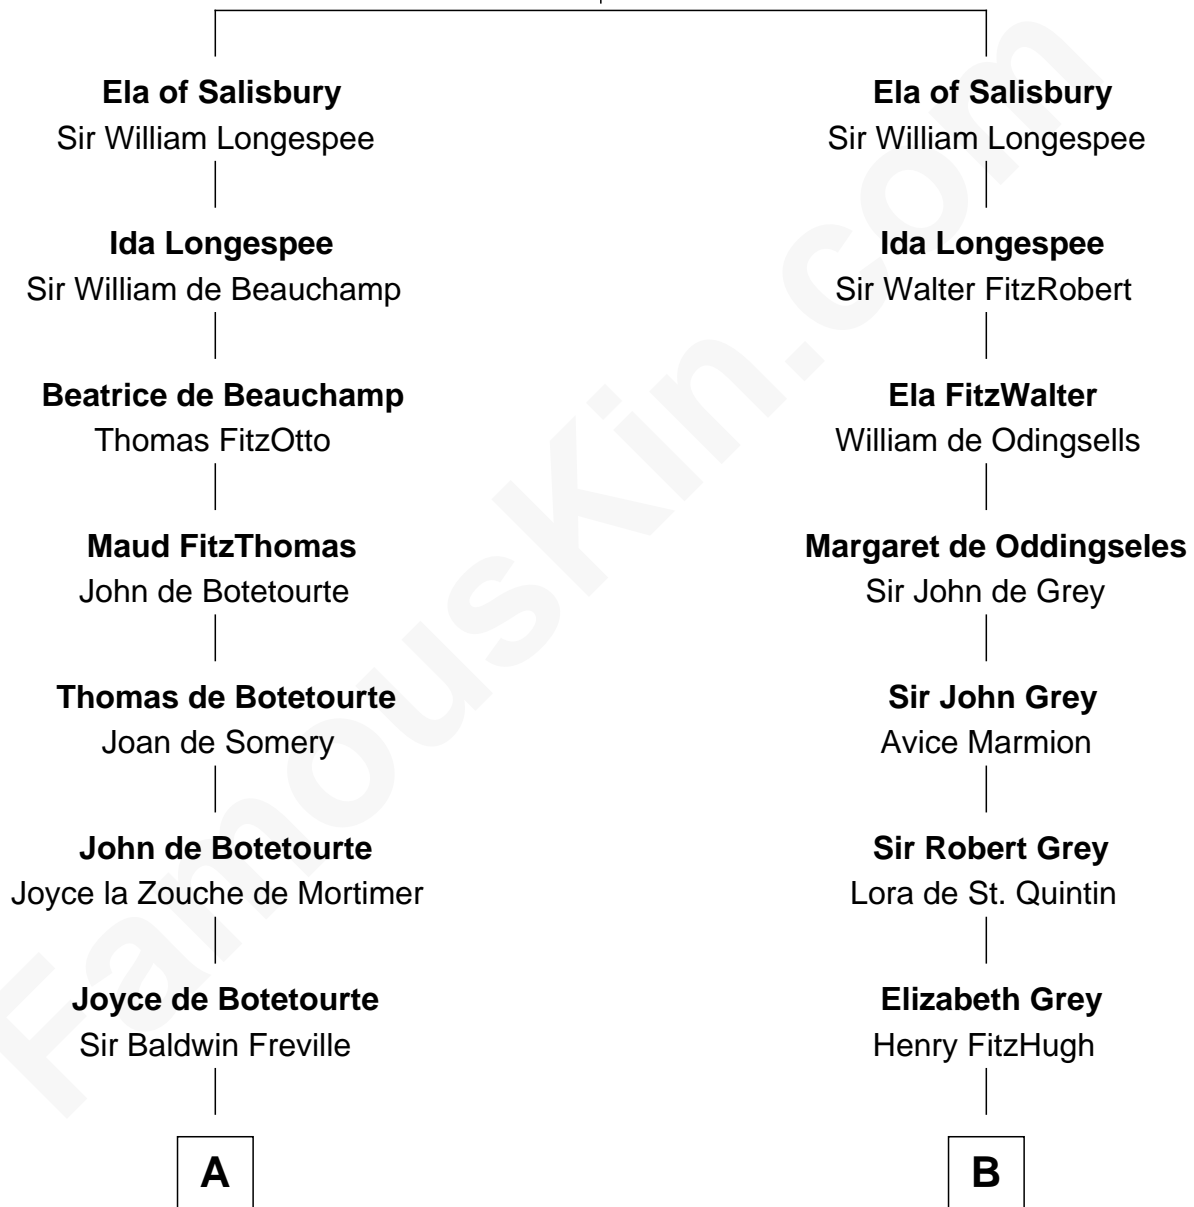 Ela of Salisbury
Sir William Longespee
Ida Longespee
Sir William de Beauchamp
Beatrice de Beauchamp
Thomas FitzOtto
Maud FitzThomas
John de Botetourte
Thomas de Botetourte
Joan de Somery
John de Botetourte
Joyce la Zouche de Mortimer
Joyce de Botetourte
Sir Baldwin Freville
A
Ela of Salisbury
Sir William Longespee
Ida Longespee
Sir Walter FitzRobert
Ela FitzWalter
William de Odingsells
Margaret de Oddingseles
Sir John de Grey
Sir John Grey
Avice Marmion
Sir Robert Grey
Lora de St. Quintin
Elizabeth Grey
Henry FitzHugh
B
FamousKin.com